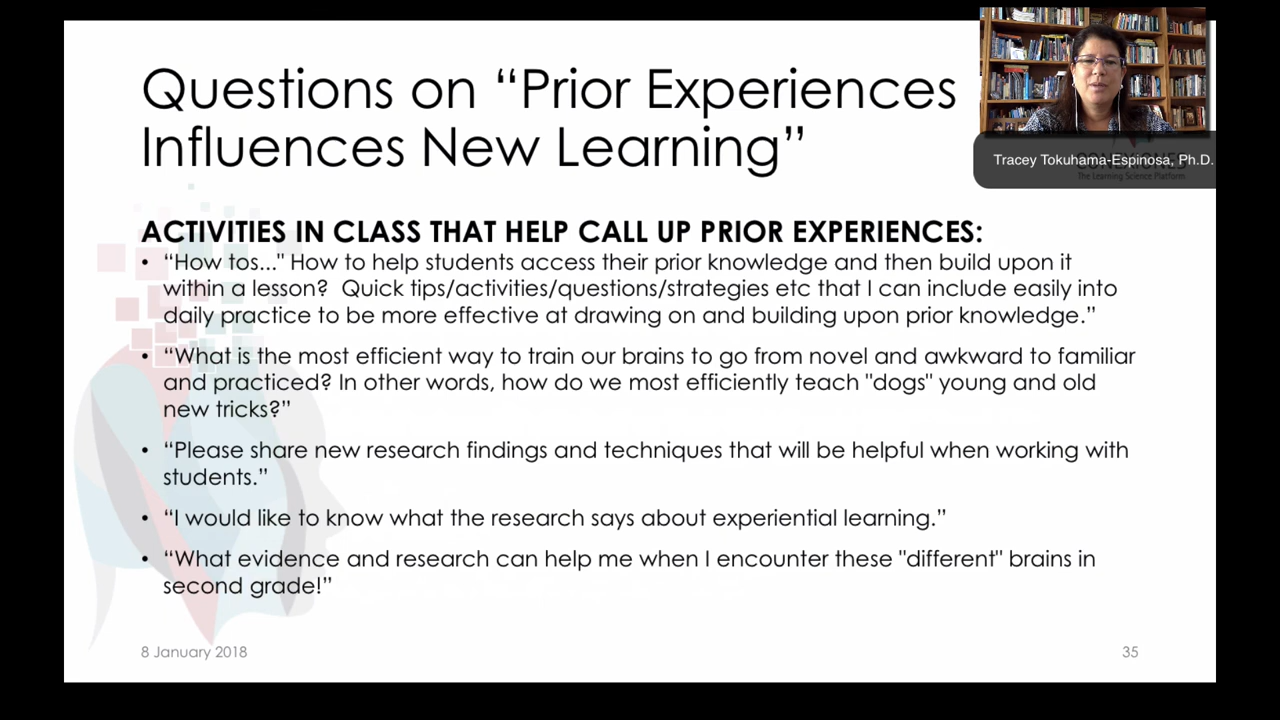 Questions on “Prior Experiences
Influences New Learning”
Tracey Tokuhama-Espinosa, Ph.D.
CONEXIONES
The Learning Science Platform
ACTIVITIES IN CLASS THAT HELP CALL UP PRIOR EXPERIENCES:
• “How tos..." How to help students access their prior knowledge and then build upon it
within a lesson?  Quick tips/activities/questions/strategies etc that I can include easily into
daily practice to be more effective at drawing on and building upon prior knowledge.”
• “What is the most efficient way to train our brains to go from novel and awkward to familiar
and practiced? In other words, how do we most efficiently teach "dogs" young and old
new tricks?”
• “Please share new research findings and techniques that will be helpful when working with
students.”
• “I would like to know what the research says about experiential learning.”
• “What evidence and research can help me when I encounter these "different" brains in
second grade!”
8 January 2018
35